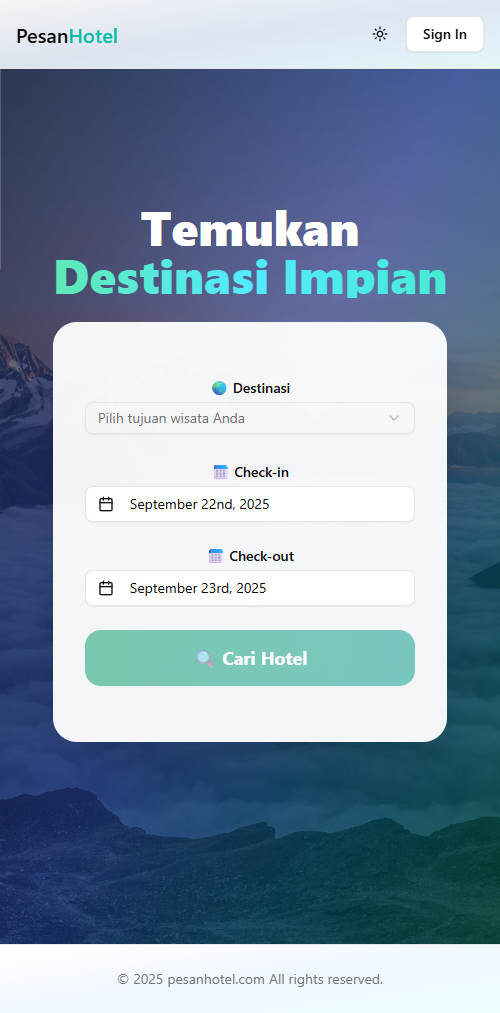 PesanHotel
Sign In
Temukan
Destinasi Impian
Destinasi
Pilih tujuan wisata Anda
Check-in
September 22nd, 2025
Check-out
September 23rd, 2025
Cari Hotel
© 2025 pesanhotel.com All rights reserved.